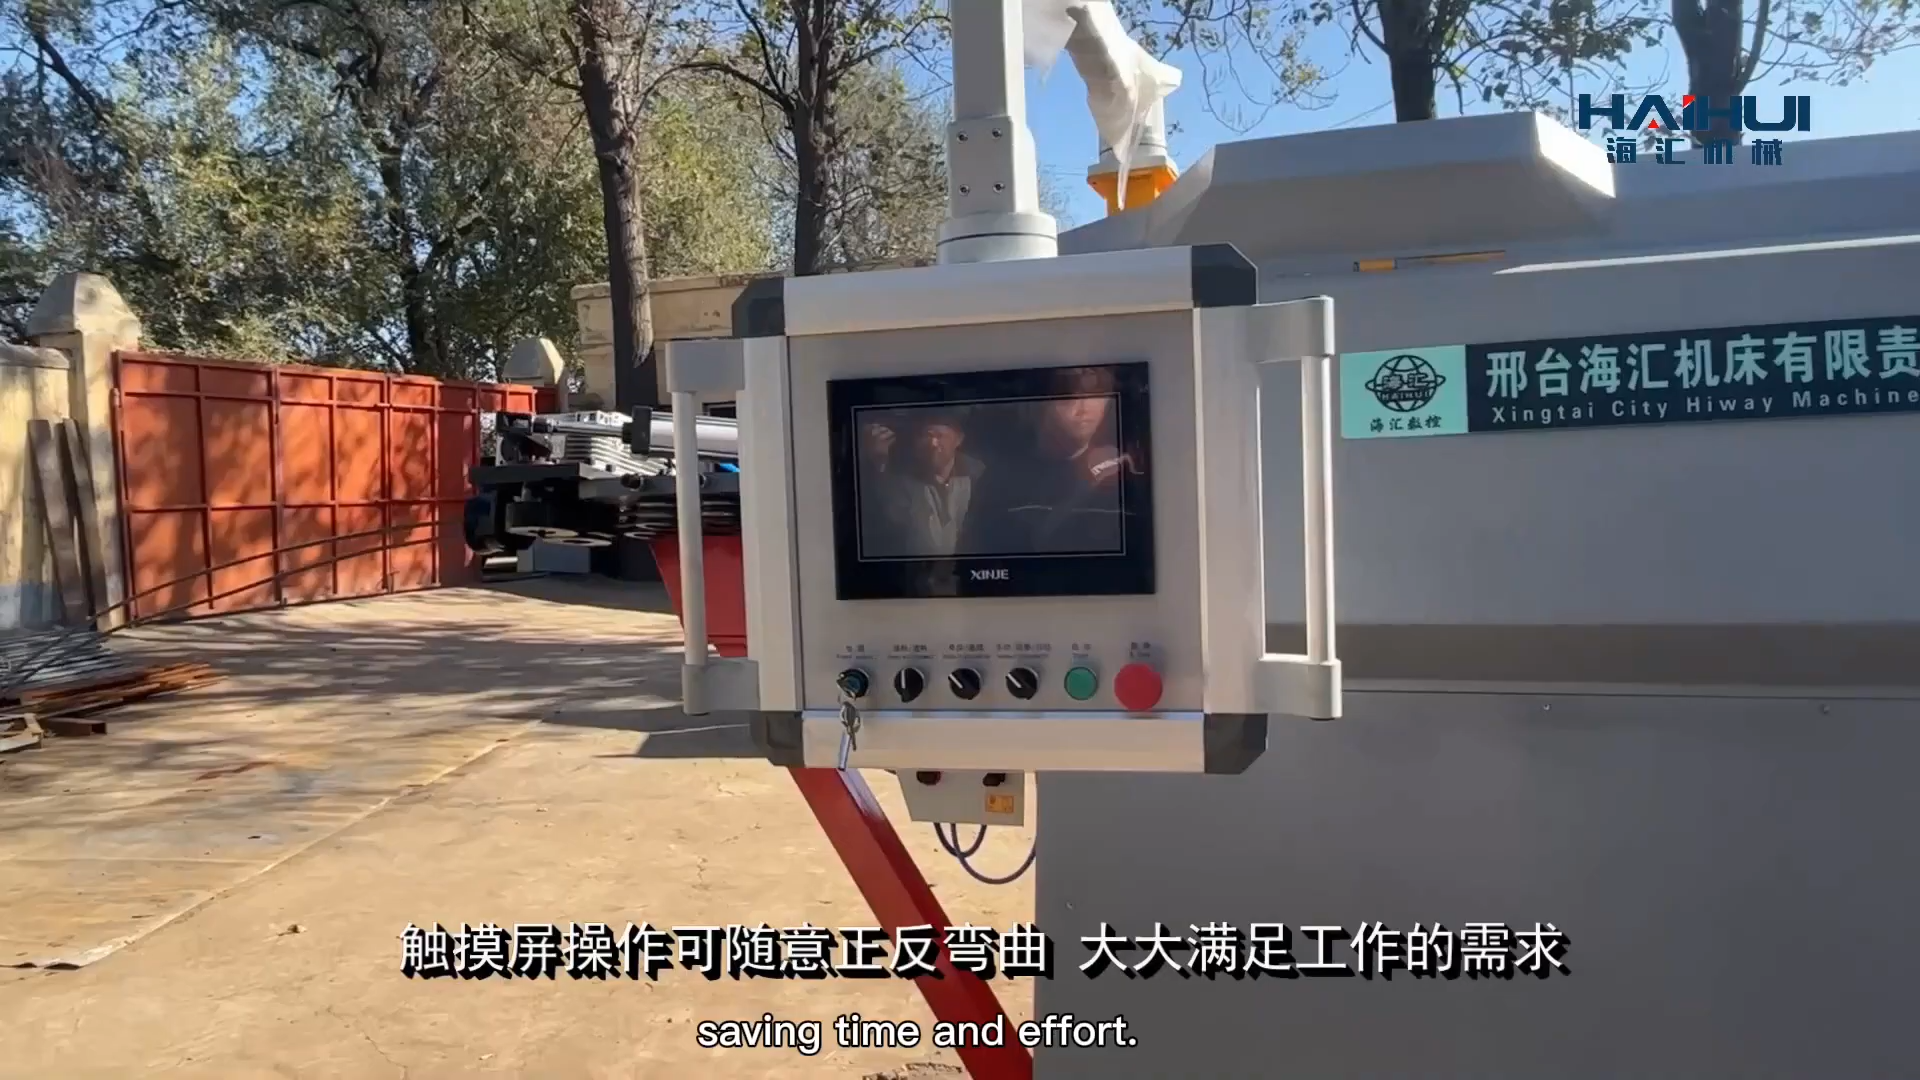 HAIHUI
海汇机械
海汇
HAIHUI
海汇数控
邢台海汇机床有限责
Xingtai City Hiway Machine
XINJE
触摸屏操作可随意正反弯曲 大大满足工作的需求
saving time and effort.